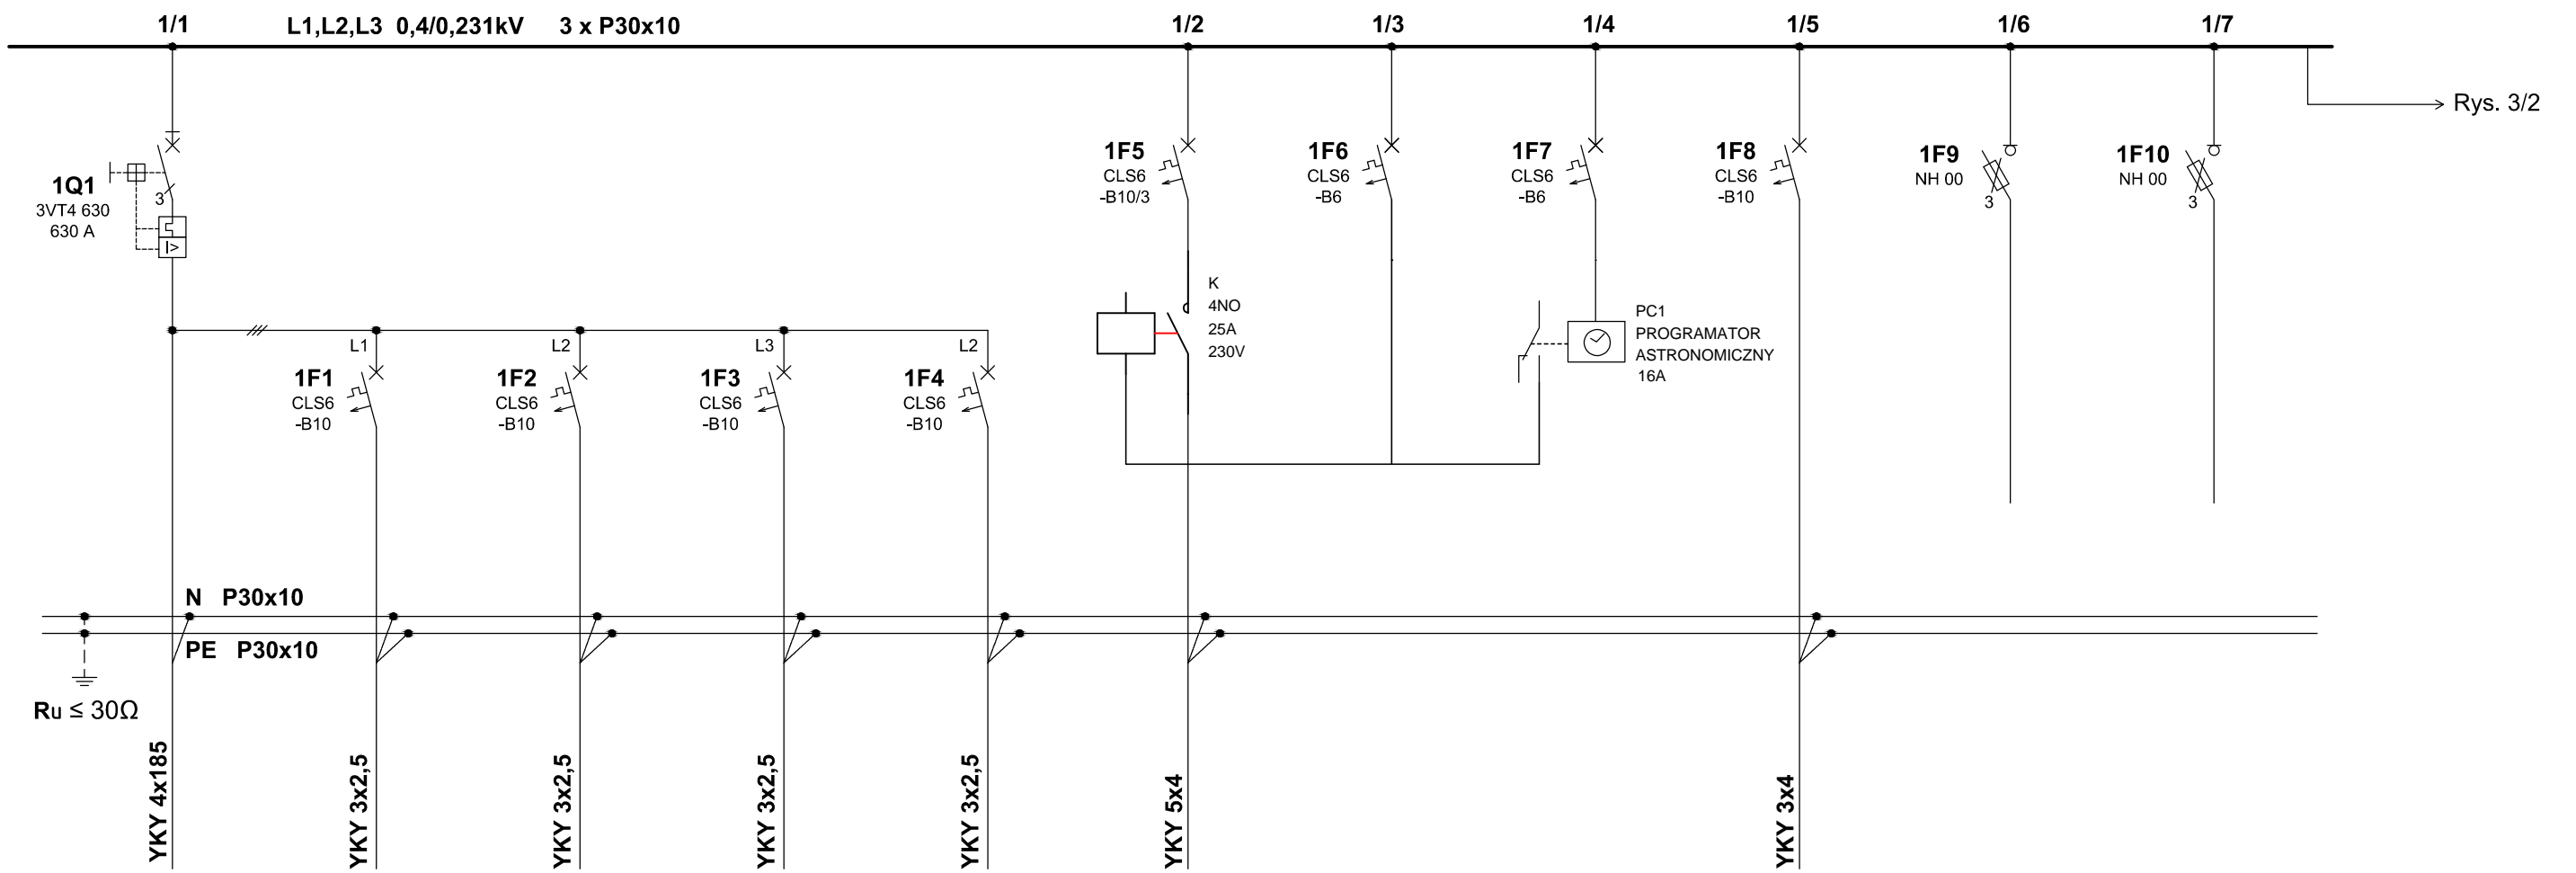 1/1
L1,L2,L3 0,4/0,231kV 3 x P30x10
1/2
1/3
1/4
1/5
1/6
1/7
Rys. 3/2
1Q1
3VT4 630
630 A
3
I>
1F5
CLS6
-B10/3
1F6
CLS6
-B6
1F7
CLS6
-B6
1F8
CLS6
-B10
1F9
NH 00
3
1F10
NH 00
3
K
4NO
25A
230V
PC1
PROGRAMATOR
ASTRONOMICZNY
16A
L1
1F1
CLS6
-B10
L2
1F2
CLS6
-B10
L3
1F3
CLS6
-B10
L2
1F4
CLS6
-B10
N P30x10
PE P30x10
Ru ≤ 30Ω
YKY 4x185
YKY 3x2,5
YKY 3x2,5
YKY 3x2,5
YKY 3x2,5
YKY 5x4
YKY 3x4